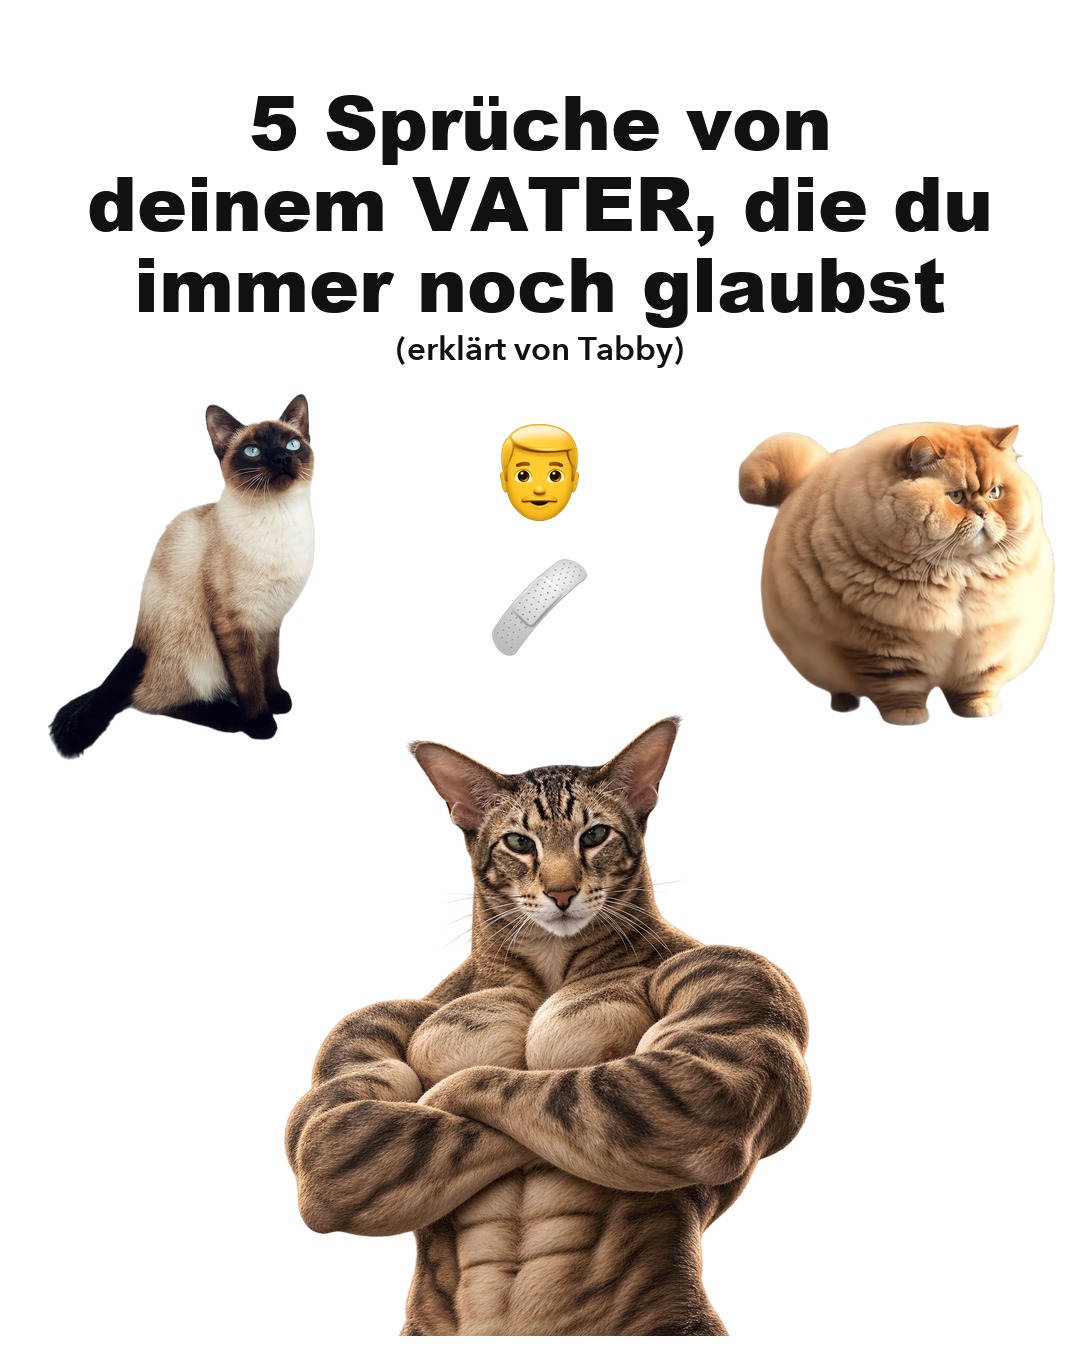 5 Sprüche von
deinem VATER, die du
immer noch glaubst
(erklärt von Tabby)